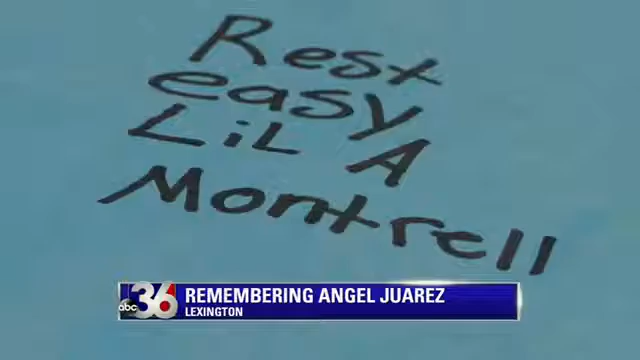 Rest
easy
LiL A
Montrell
abc 36 REMEMBERING ANGEL JUAREZ
LEXINGTON